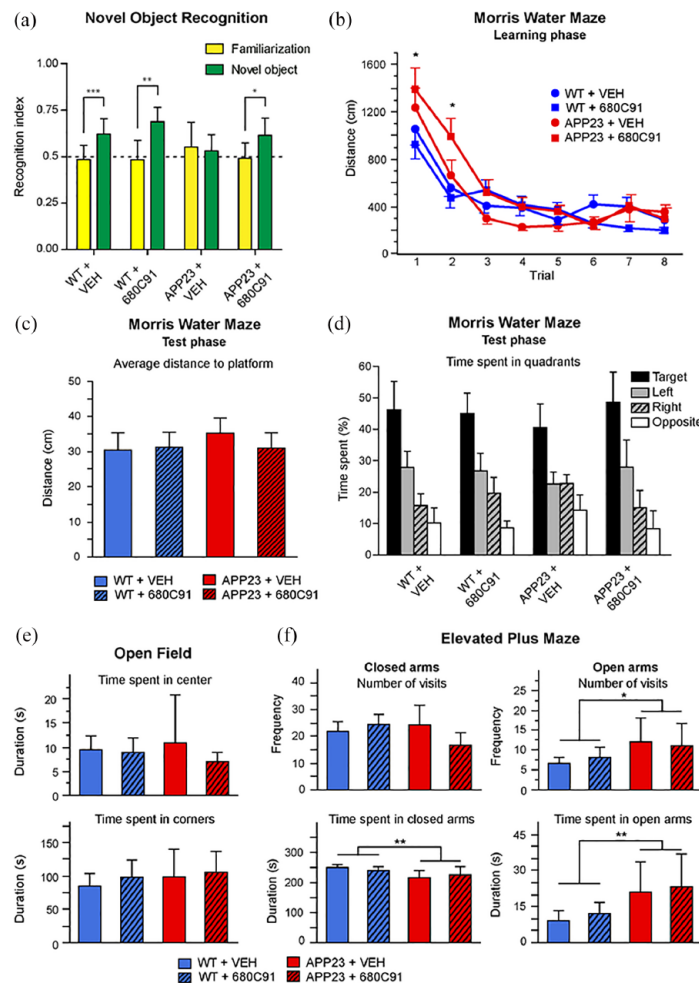 (a)
Novel Object Recognition
Familiarization
Novel object
1.00
0.75
0.5
0.25
0.00
Recognition index
***
**
*
WT + VEH
WT + 680C91
APP23 + VEH
APP23 + 680C91
(b)
Morris Water Maze
Learning phase
*
*
WT + VEH
WT + 680C91
APP23 + VEH
APP23 + 680C91
1600
1200
800
400
0
Distance (cm)
1 2 3 4 5 6 7 8
Trial
(c)
Morris Water Maze
Test phase
Average distance to platform
50
40
30
20
10
0
Distance (cm)
WT + VEH
APP23 + VEH
WT + 680C91
APP23 + 680C91
(d)
Morris Water Maze
Test phase
Time spent in quadrants
Target
Left
Right
Opposite
60
50
40
30
20
10
0
Time spent (%)
WT + VEH
WT + 680C91
APP23 + VEH
APP23 + 680C91
(e)
Open Field
Time spent in center
20
15
10
5
0
Duration (s)
Time spent in corners
150
100
50
0
Duration (s)
(f)
Elevated Plus Maze
Closed arms
Number of visits
40
30
20
10
0
Frequency
Open arms
Number of visits
*
25
20
15
10
5
0
Frequency
Time spent in closed arms
**
300
200
100
0
Duration (s)
Time spent in open arms
**
45
30
15
0
Duration (s)
WT + VEH
APP23 + VEH
WT + 680C91
APP23 + 680C91